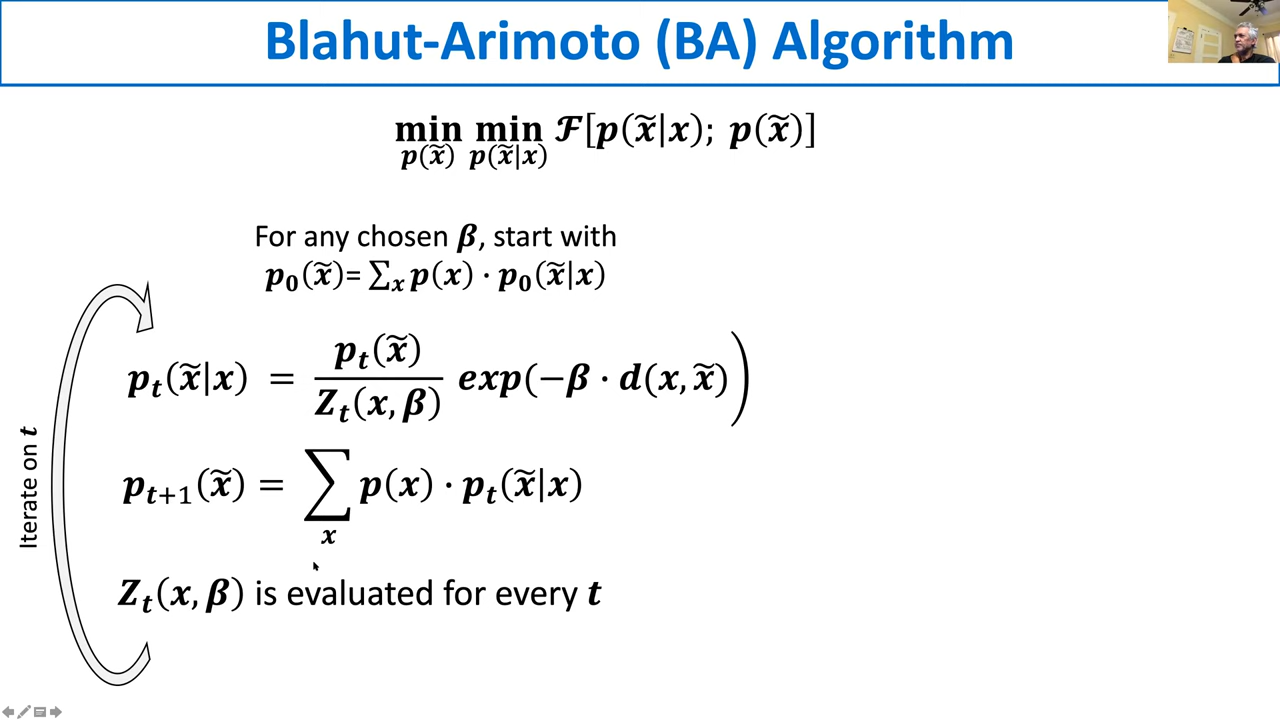 Blahut-Arimoto (BA) Algorithm
min min 𝓕[p(x̃|x); p(x̃)]
p(x̃) p(x̃|x)
For any chosen β, start with
p₀(x̃)= ∑ₓ p(x) · p₀(x̃|x)
pₜ(x̃|x) = pₜ(x̃) / Zₜ(x, β) exp(−β · d(x, x̃))
pₜ₊₁(x̃) = ∑ₓ p(x) · pₜ(x̃|x)
Zₜ(x, β) is evaluated for every t
Iterate on t